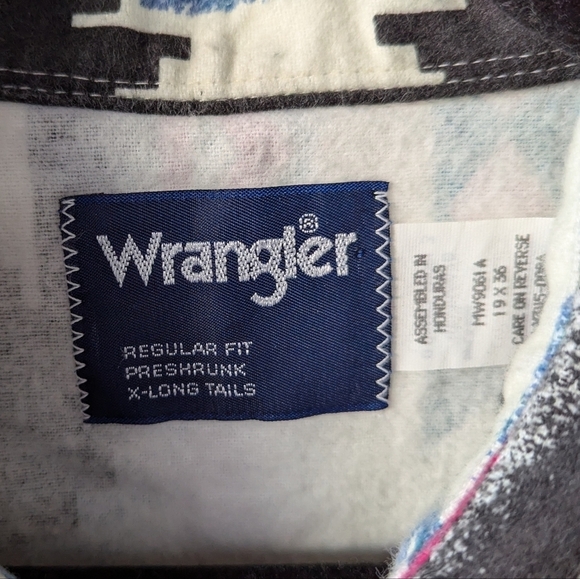 Wrangler®
REGULAR FIT
PRESHRUNK
X-LONG TAILS
ASSEMBLED IN
HONDURAS
MW9061A
19 X 36
CARE ON REVERSE